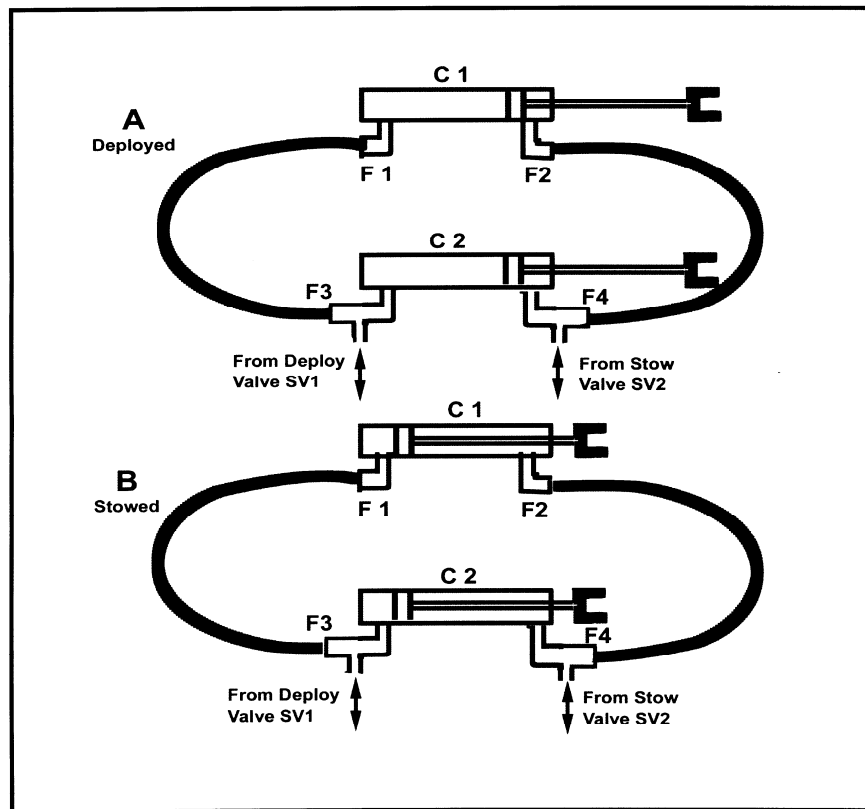 C 1
A
Deployed
F 1
F2
C 2
F3
F4
From Deploy
Valve SV1
From Stow
Valve SV2
C 1
B
Stowed
F 1
F2
C 2
F3
F4
From Deploy
Valve SV1
From Stow
Valve SV2